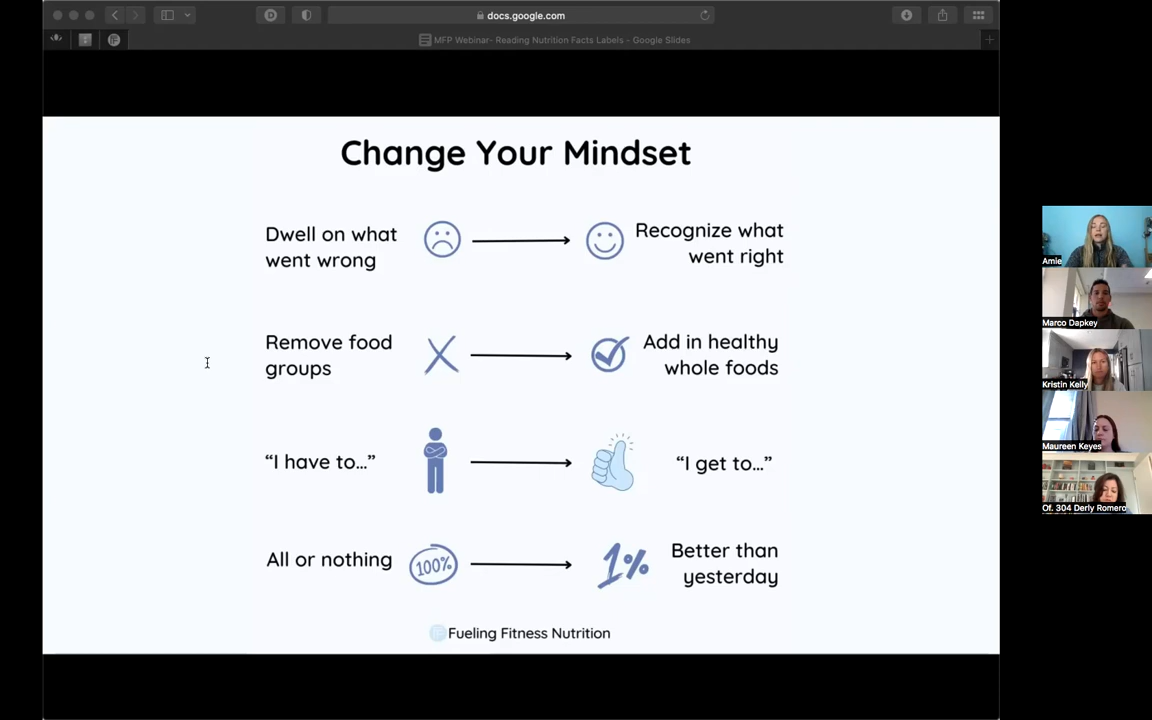 docs.google.com
MFP Webinar- Reading Nutrition Facts Labels - Google Slides
Change Your Mindset
Dwell on what
went wrong
Recognize what
went right
Remove food
groups
Add in healthy
whole foods
“I have to...”
“I get to...”
All or nothing
100%
1%
Better than
yesterday
Fueling Fitness Nutrition
Amie
Marco Dapkey
Kristin Kelly
Maureen Keyes
Of. 304 Derly Romero